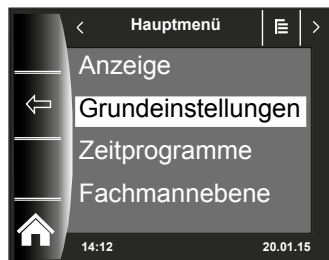 Hauptmenü
Anzeige
Grundeinstellungen
Zeitprogramme
Fachmannebene
14:12 20.01.15